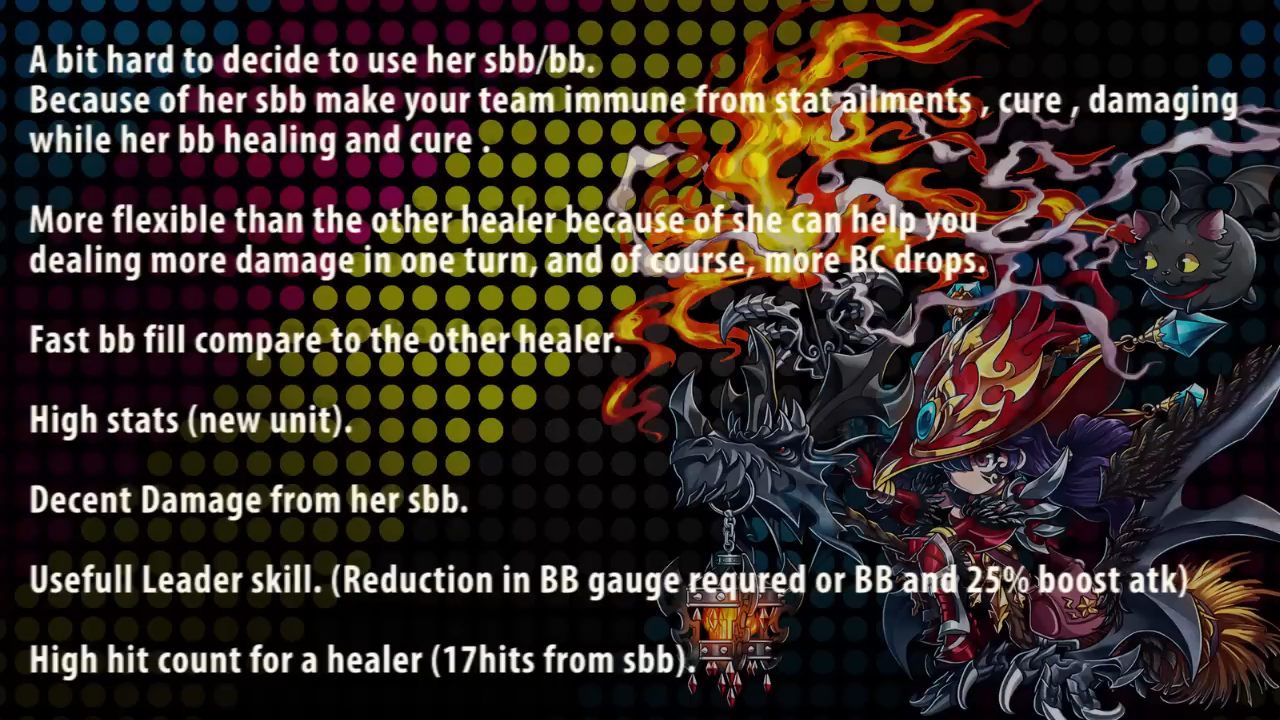 A bit hard to decide to use her sbb/bb.
Because of her sbb make your team immune from stat ailments , cure , damaging
while her bb healing and cure .
More flexible than the other healer because of she can help you
dealing more damage in one turn, and of course, more BC drops.
Fast bb fill compare to the other healer.
High stats (new unit).
Decent Damage from her sbb.
Usefull Leader skill. (Reduction in BB gauge requred or BB and 25% boost atk)
High hit count for a healer (17hits from sbb).